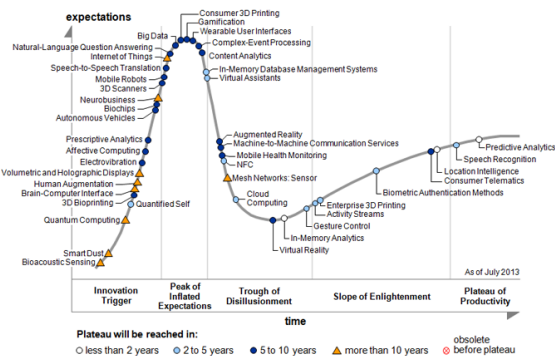 expectations
Consumer 3D Printing
Gamification
Wearable User Interfaces
Big Data
Complex-Event Processing
Natural-Language Question Answering
Internet of Things
Content Analytics
Speech-to-Speech Translation
In-Memory Database Management Systems
Mobile Robots
Virtual Assistants
3D Scanners
Neurobusiness
Biochips
Autonomous Vehicles
Augmented Reality
Prescriptive Analytics
Machine-to-Machine Communication Services
Predictive Analytics
Affective Computing
Mobile Health Monitoring
Speech Recognition
Electrovibration
NFC
Location Intelligence
Volumetric and Holographic Displays
Mesh Networks: Sensor
Consumer Telematics
Human Augmentation
Brain-Computer Interface
Biometric Authentication Methods
3D Bioprinting
Quantified Self
Cloud
Computing
Enterprise 3D Printing
Activity Streams
Quantum Computing
Gesture Control
In-Memory Analytics
Virtual Reality
Smart Dust
Bioacoustic Sensing
As of July 2013
Innovation
Trigger
Peak of
Inflated
Expectations
Trough of
Disillusionment
Slope of Enlightenment
Plateau of
Productivity
time
Plateau will be reached in:
less than 2 years
2 to 5 years
5 to 10 years
more than 10 years
obsolete
before plateau